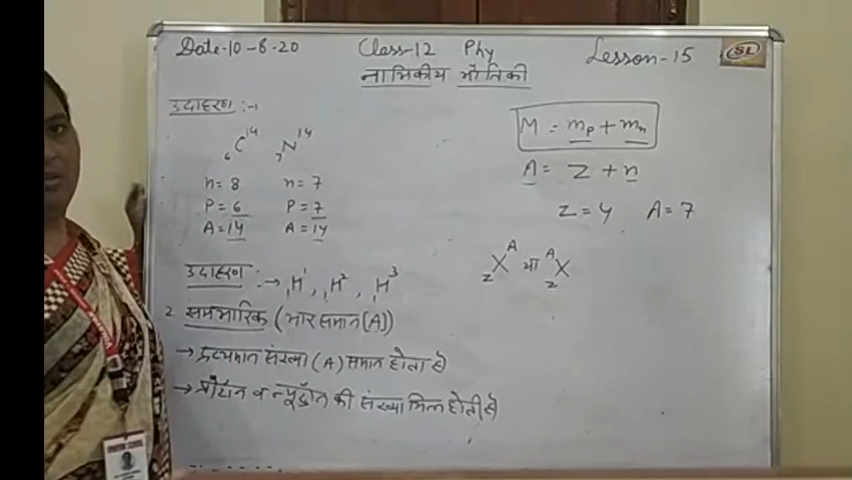 Date-10-8-20 Class-12 Phy Lesson-15 SL
नाभिकीय भौतिकी
उदाहरण :→
₆C¹⁴ ₇N¹⁴
n=8 n=7
P=6 P=7
A=14 A=14
M = mₚ+mₙ
A= Z+n
Z=4 A=7
उदाहरण :→ ₁H¹, ₁H², ₁H³
zXᴬ या ᴬzX
2. समभारिक (भार समान [A])
→ द्रव्यमान संख्या (A) समान होता है
→ प्रोटॉन व न्यूट्रॉन की संख्या भिन्न होती है